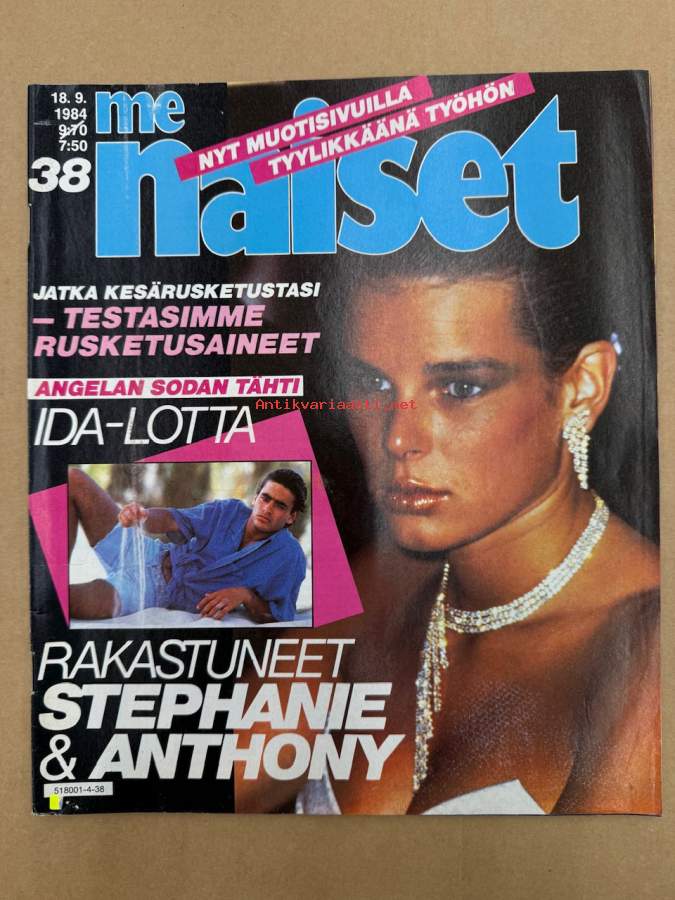 18. 9.
1984
9:70
7:50
38
me
naiset
NYT MUOTISIVUILLA
TYYLIKKÄÄNÄ TYÖHÖN
JATKA KESÄRUSKETUSTASI
– TESTASIMME
RUSKETUSAINEET
ANGELAN SODAN TÄHTI
IDA-LOTTA
Antikvariaatti.net
RAKASTUNEET
STEPHANIE
& ANTHONY
518001-4-38